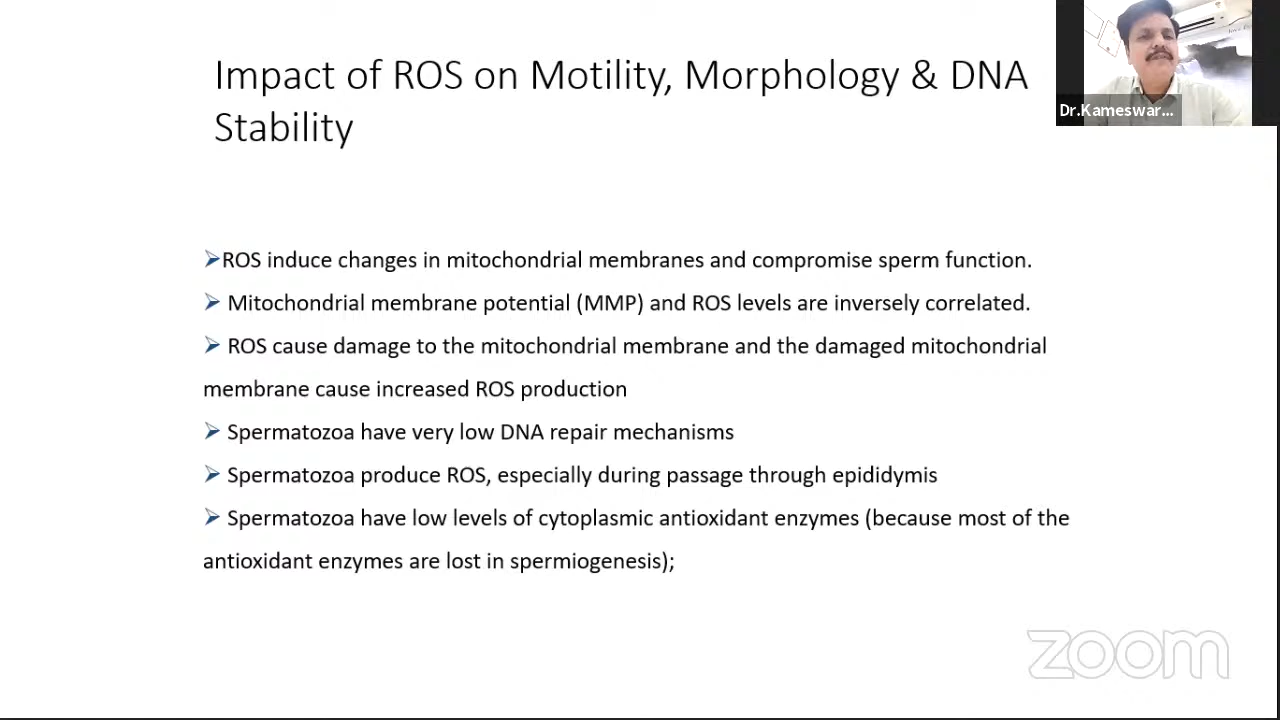 Impact of ROS on Motility, Morphology & DNA
Stability
Dr.Kameswar...
➢ROS induce changes in mitochondrial membranes and compromise sperm function.
➢ Mitochondrial membrane potential (MMP) and ROS levels are inversely correlated.
➢ ROS cause damage to the mitochondrial membrane and the damaged mitochondrial
membrane cause increased ROS production
➢ Spermatozoa have very low DNA repair mechanisms
➢ Spermatozoa produce ROS, especially during passage through epididymis
➢ Spermatozoa have low levels of cytoplasmic antioxidant enzymes (because most of the
antioxidant enzymes are lost in spermiogenesis);
zoom